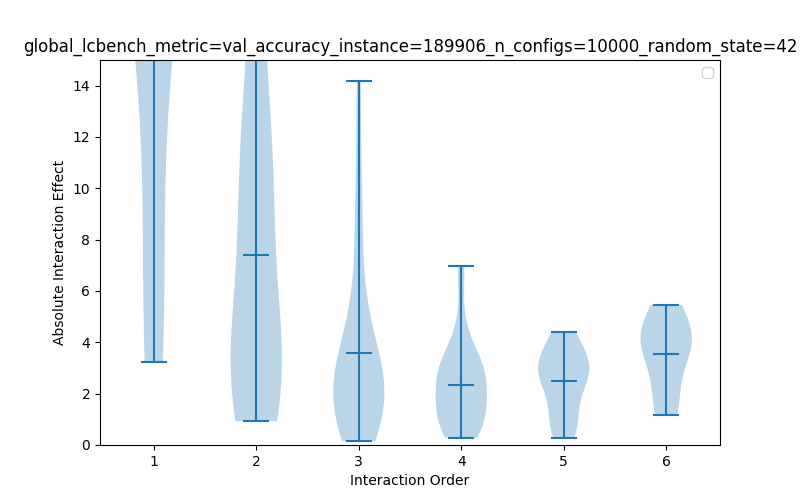 global_lcbench_metric=val_accuracy_instance=189906_n_configs=10000_random_state=42
14
12
10
8
6
4
2
0
Absolute Interaction Effect
1 2 3 4 5 6
Interaction Order